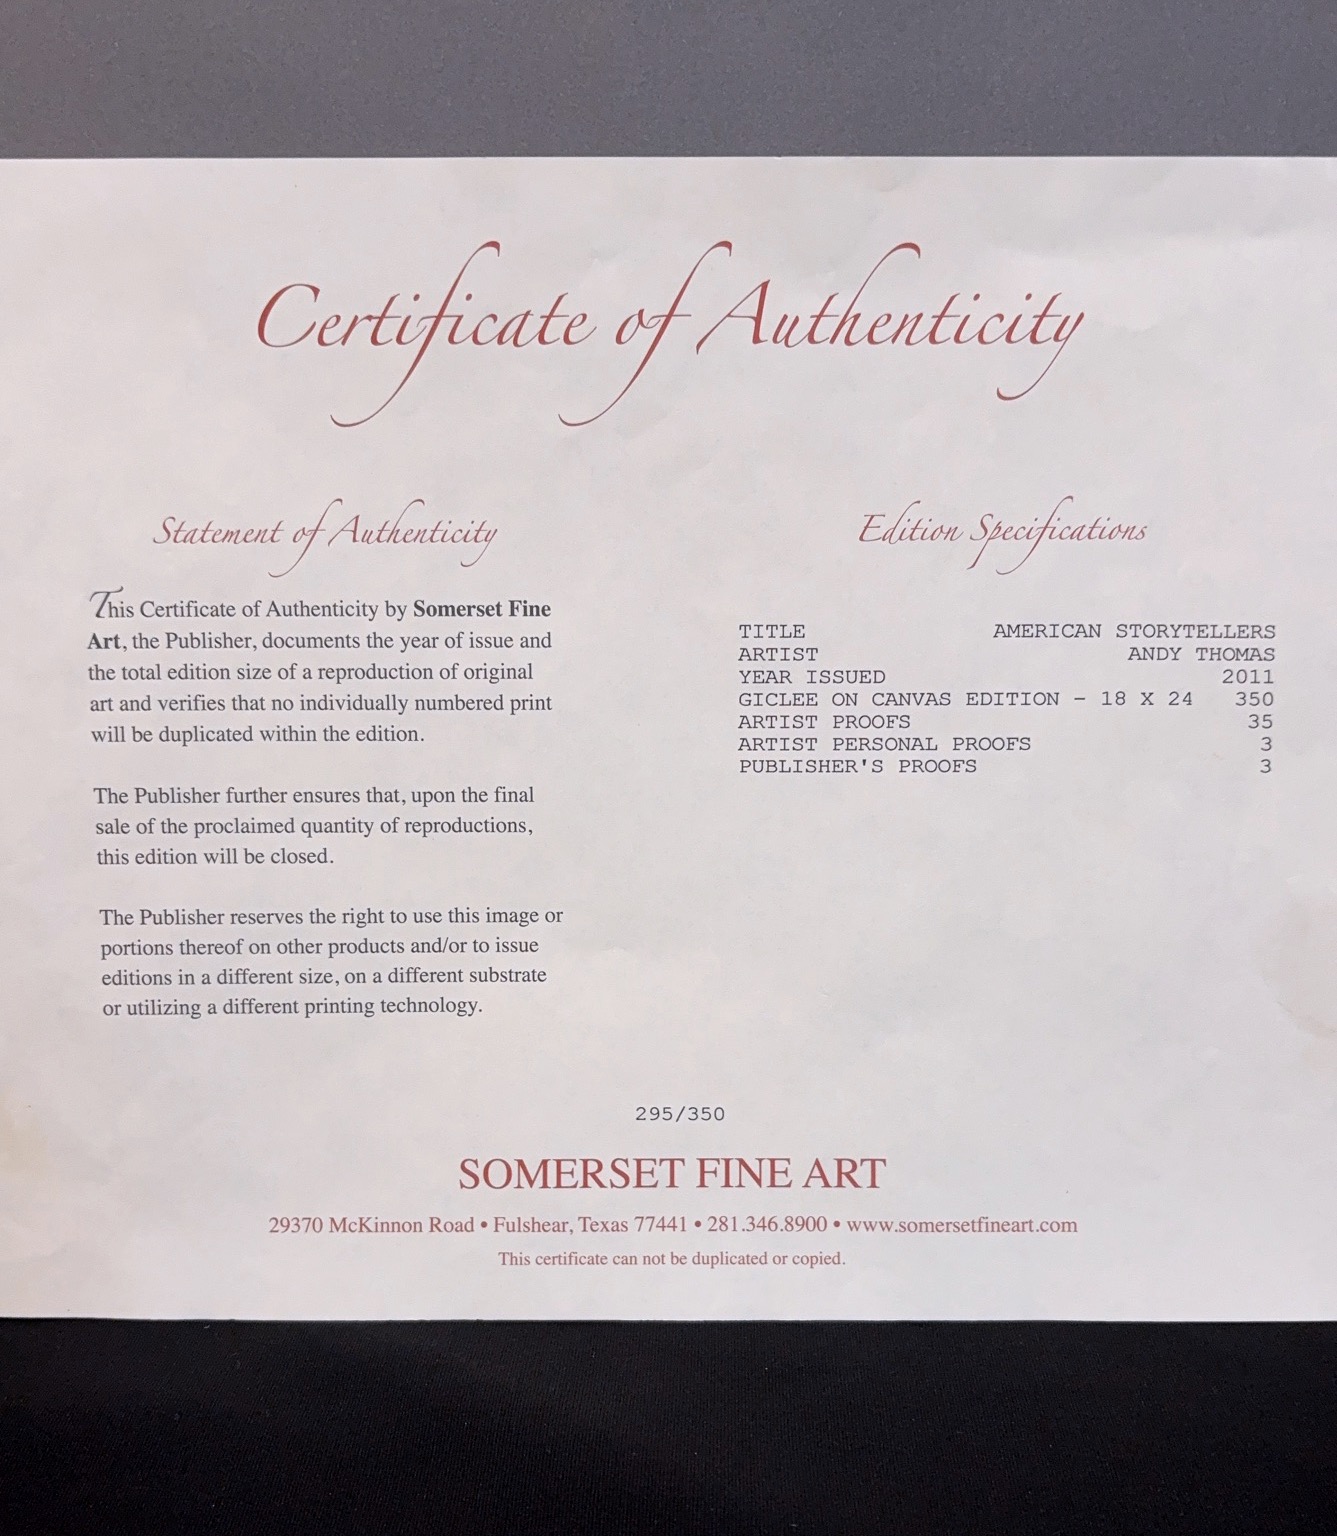 Certificate of Authenticity
Statement of Authenticity
This Certificate of Authenticity by Somerset Fine
Art, the Publisher, documents the year of issue and
the total edition size of a reproduction of original
art and verifies that no individually numbered print
will be duplicated within the edition.
The Publisher further ensures that, upon the final
sale of the proclaimed quantity of reproductions,
this edition will be closed.
The Publisher reserves the right to use this image or
portions thereof on other products and/or to issue
editions in a different size, on a different substrate
or utilizing a different printing technology.
Edition Specifications
TITLE AMERICAN STORYTELLERS
ARTIST ANDY THOMAS
YEAR ISSUED 2011
GICLEE ON CANVAS EDITION - 18 X 24 350
ARTIST PROOFS 35
ARTIST PERSONAL PROOFS 3
PUBLISHER'S PROOFS 3
295/350
SOMERSET FINE ART
29370 McKinnon Road • Fulshear, Texas 77441 • 281.346.8900 • www.somersetfineart.com
This certificate can not be duplicated or copied.